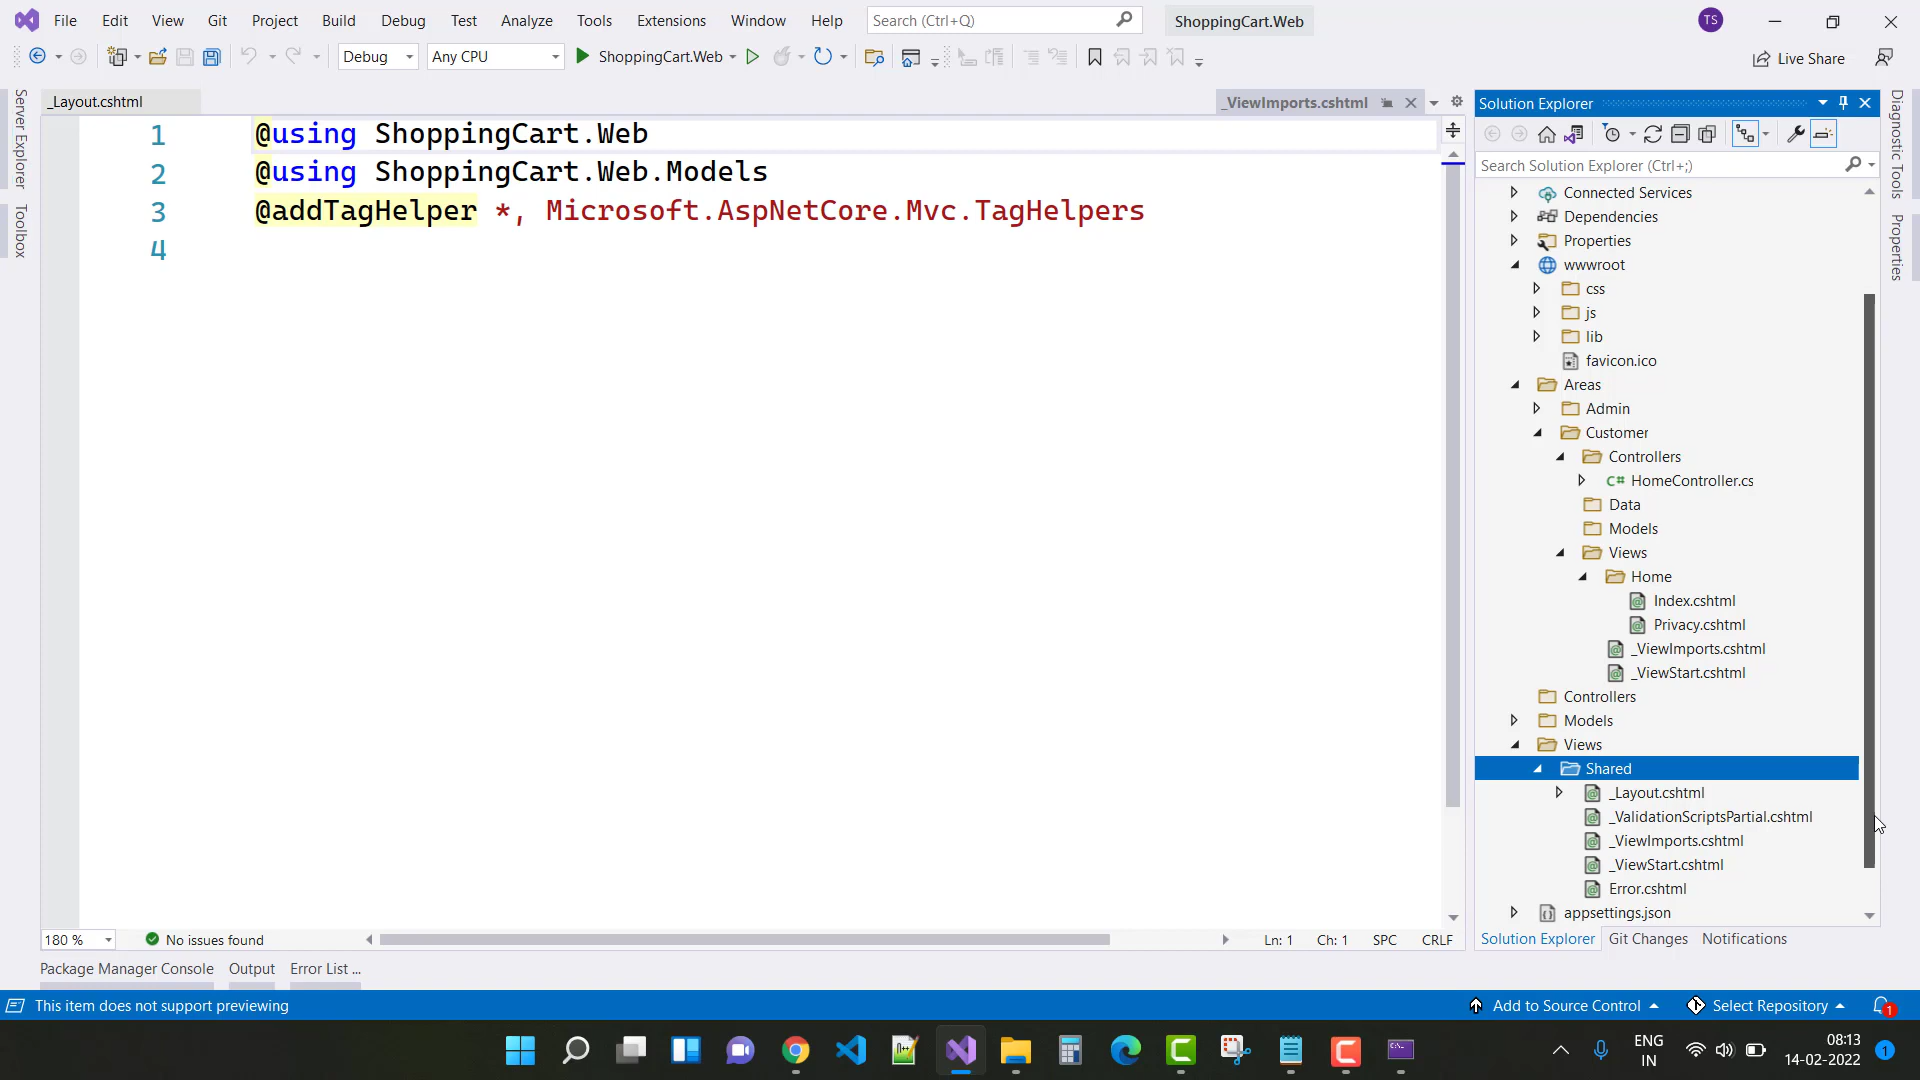 File Edit View Git Project Build Debug Test Analyze Tools Extensions Window Help Search (Ctrl+Q) ShoppingCart.Web TS
Debug Any CPU ShoppingCart.Web Live Share
Server Explorer
Toolbox
_Layout.cshtml _ViewImports.cshtml
1 @using ShoppingCart.Web
2 @using ShoppingCart.Web.Models
3 @addTagHelper *, Microsoft.AspNetCore.Mvc.TagHelpers
4
180 % No issues found Ln: 1 Ch: 1 SPC CRLF
Solution Explorer
Search Solution Explorer (Ctrl+;)
Connected Services
Dependencies
Properties
wwwroot
css
js
lib
favicon.ico
Areas
Admin
Customer
Controllers
C# HomeController.cs
Data
Models
Views
Home
Index.cshtml
Privacy.cshtml
_ViewImports.cshtml
_ViewStart.cshtml
Controllers
Models
Views
Shared
_Layout.cshtml
_ValidationScriptsPartial.cshtml
_ViewImports.cshtml
_ViewStart.cshtml
Error.cshtml
appsettings.json
Solution Explorer Git Changes Notifications
Diagnostic Tools
Properties
Package Manager Console Output Error List ...
This item does not support previewing Add to Source Control Select Repository 1
ENG
IN
08:13
14-02-2022
1